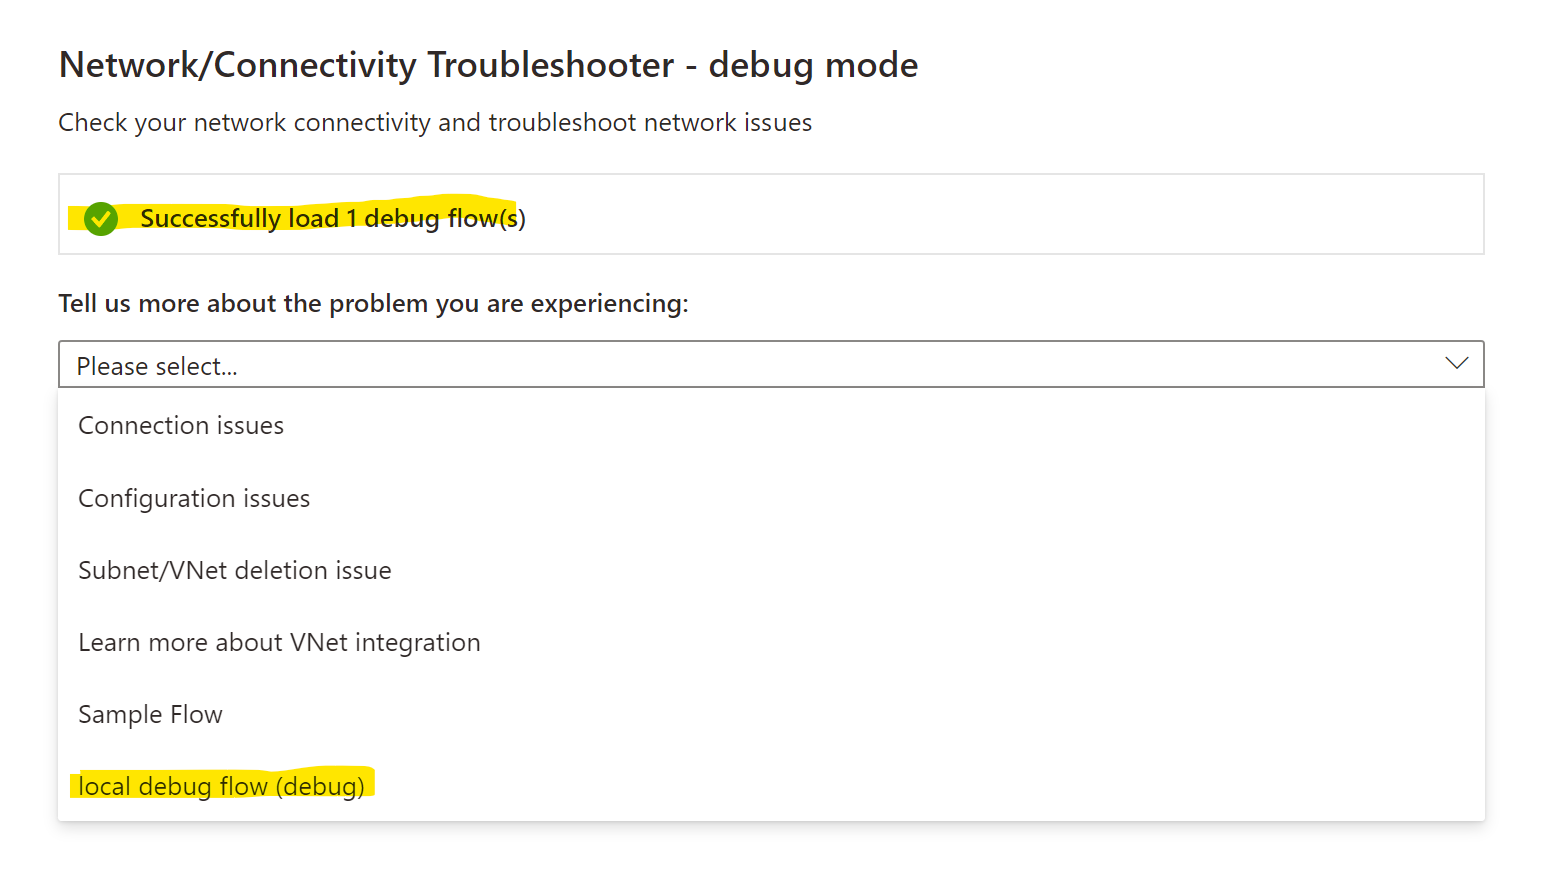 Network/Connectivity Troubleshooter - debug mode
Check your network connectivity and troubleshoot network issues
Successfully load 1 debug flow(s)
Tell us more about the problem you are experiencing:
Please select...
Connection issues
Configuration issues
Subnet/VNet deletion issue
Learn more about VNet integration
Sample Flow
local debug flow (debug)